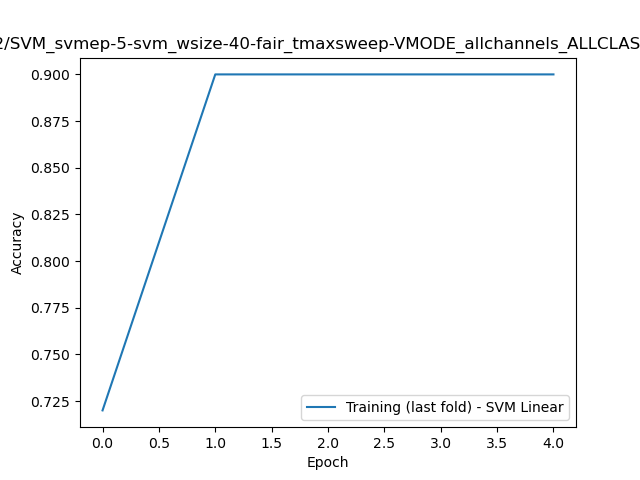 2/SVM_svmep-5-svm_wsize-40-fair_tmaxsweep-VMODE_allchannels_ALLCLAS
0.900
0.875
0.850
0.825
0.800
0.775
0.750
0.725
Accuracy
Training (last fold) - SVM Linear
0.0 0.5 1.0 1.5 2.0 2.5 3.0 3.5 4.0
Epoch